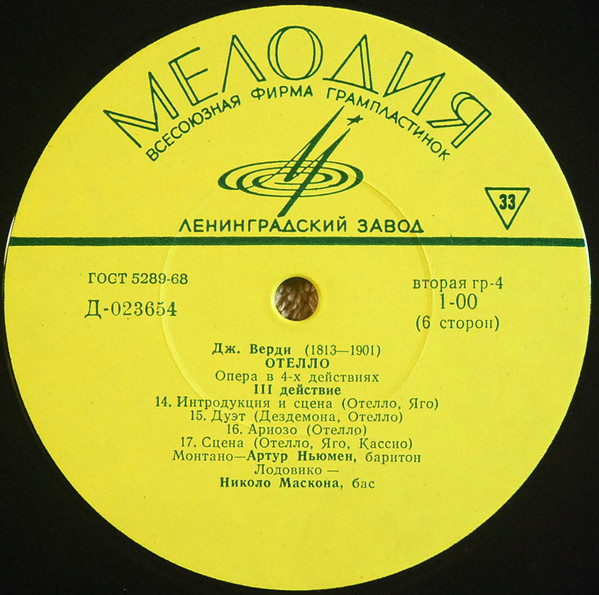 МЕЛОДИЯ
ВСЕСОЮЗНАЯ ФИРМА ГРАМПЛАСТИНОК
33
ЛЕНИНГРАДСКИЙ ЗАВОД
ГОСТ 5289-68
Д-023654
вторая гр-4
1-00
(6 сторон)
Дж. Верди (1813—1901)
ОТЕЛЛО
Опера в 4-х действиях
III действие
14. Интродукция и сцена (Отелло, Яго)
15. Дуэт (Дездемона, Отелло)
16. Ариозо (Отелло)
17. Сцена (Отелло, Яго, Кассио)
Монтано—Артур Ньюмен, баритон
Лодовико —
Николо Маскона, бас